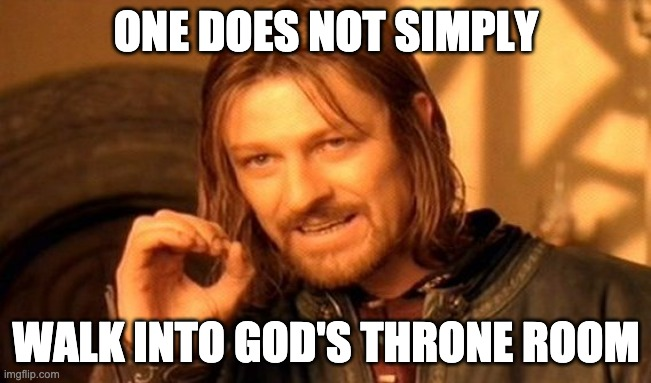 ONE DOES NOT SIMPLY
WALK INTO GOD'S THRONE ROOM
imgflip.com